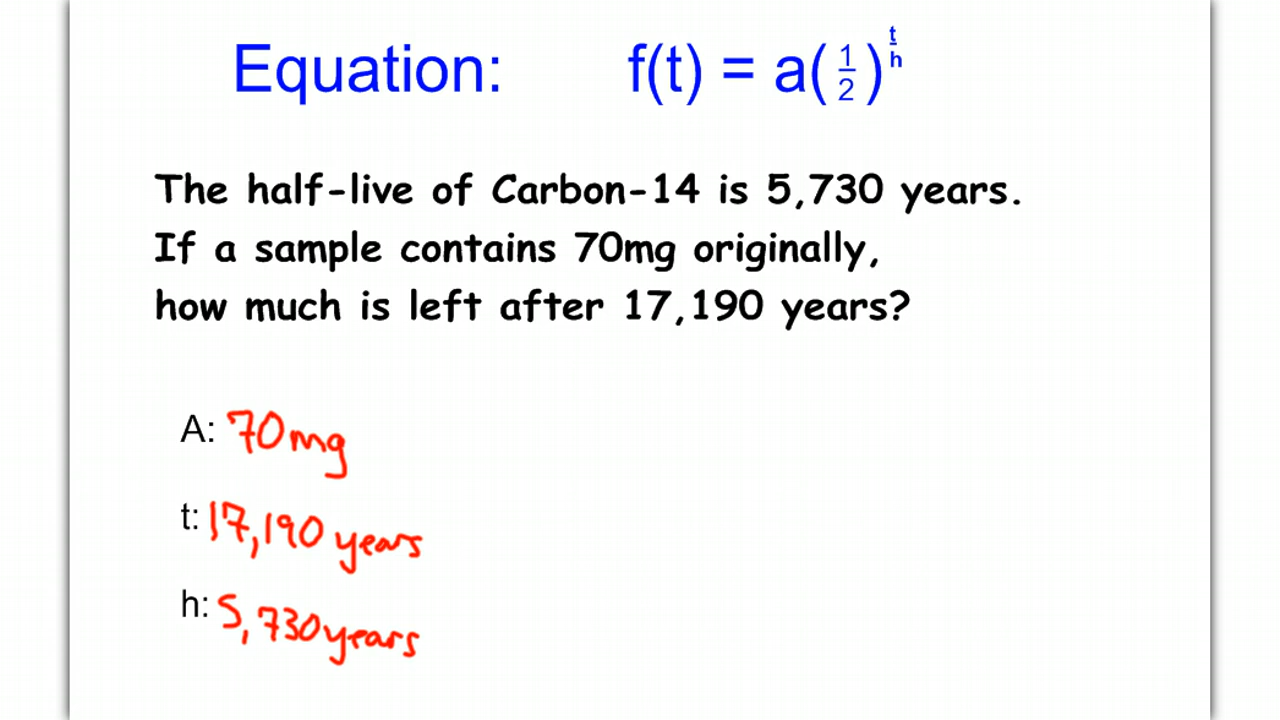 Equation: f(t) = a(½)^(t/h)
The half-live of Carbon-14 is 5,730 years.
If a sample contains 70mg originally,
how much is left after 17,190 years?
A: 70mg
t: 17,190 years
h: 5,730 years